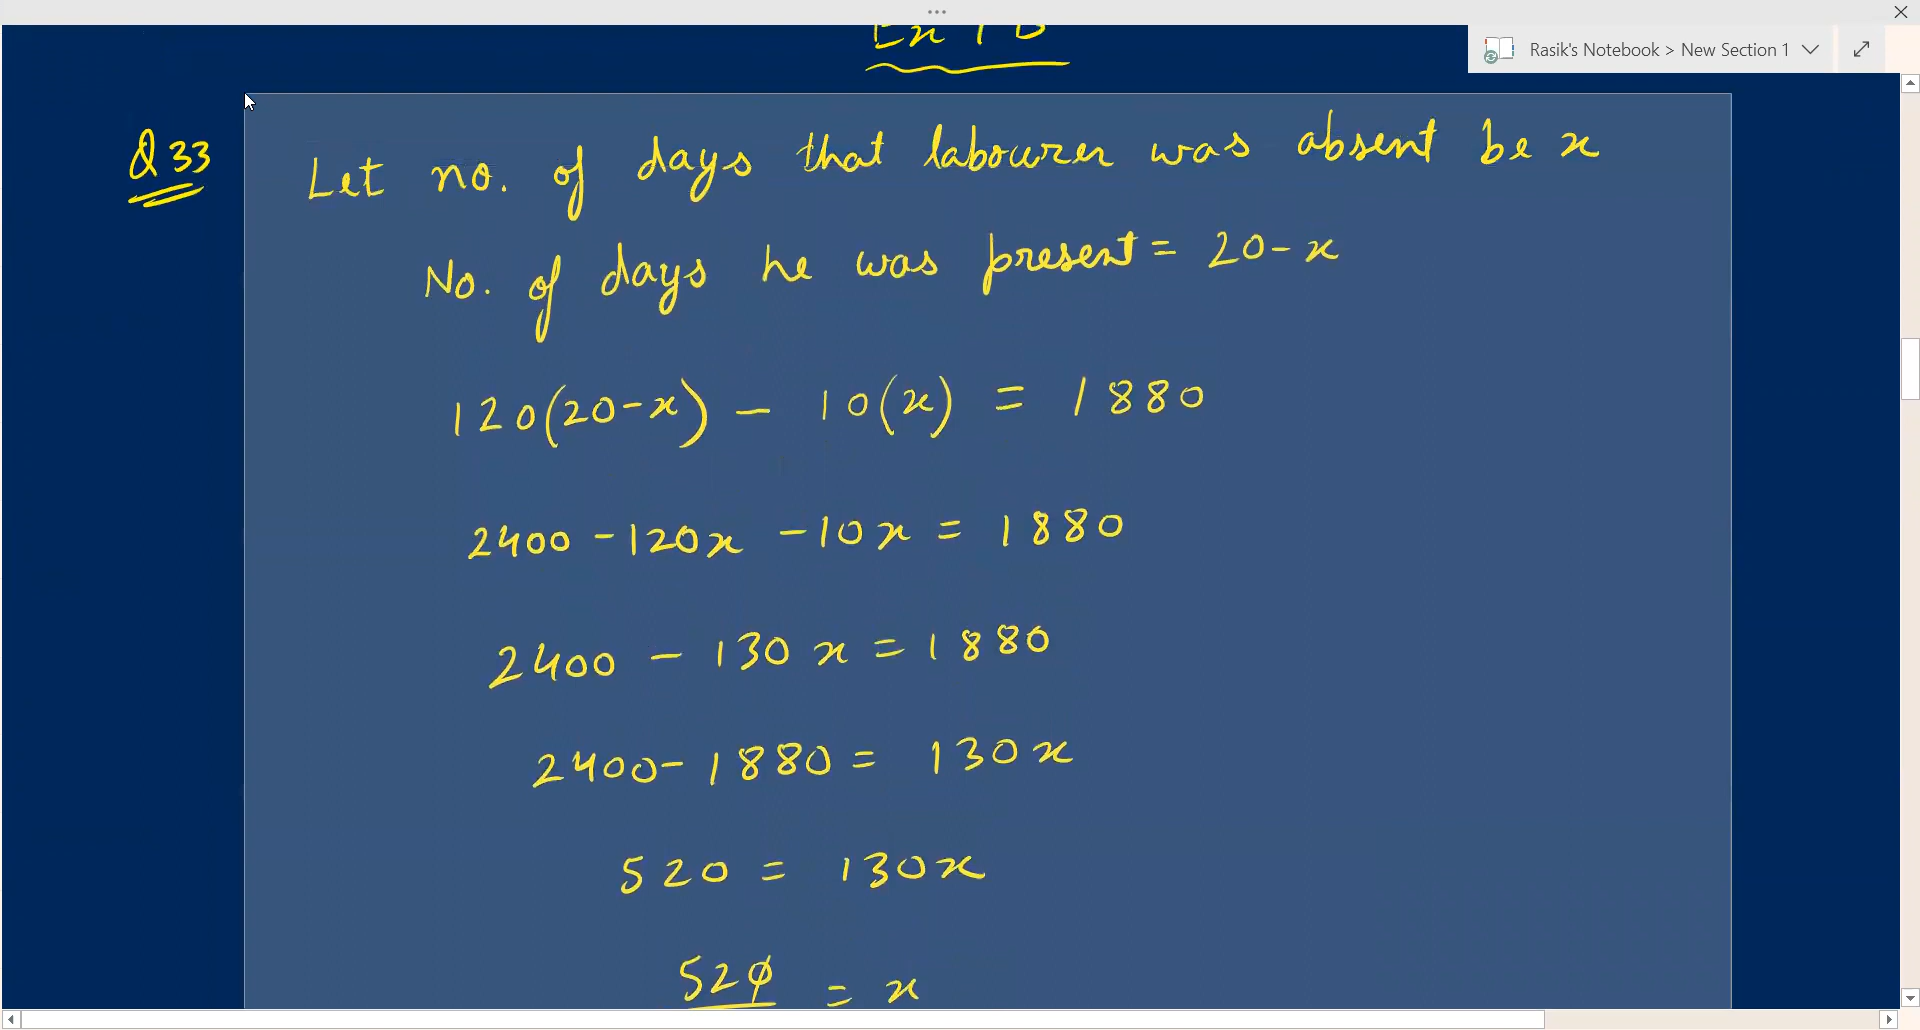 Rasik's Notebook > New Section 1
Q 33
Let no. of days that labourer was absent be x
No. of days he was present = 20-x
120(20-x) - 10(x) = 1880
2400 -120x -10x = 1880
2400 - 130x = 1880
2400 - 1880 = 130x
520 = 130x
520 = x